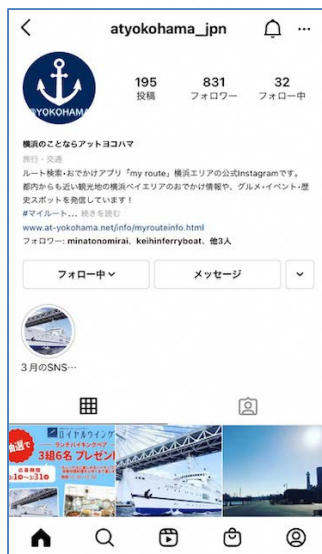 atyokohama_jpn
@YOKOHAMA
195
投稿
831
フォロワー
32
フォロー中
横浜のことならアットヨコハマ
旅行・交通
ルート検索・おでかけアプリ「my route」横浜エリアの公式Instagramです。
都内からも近い観光地の横浜ベイエリアのおでかけ情報や、グルメ・イベント・歴
史スポットを発信しています！
#マイルート... 続きを読む
www.at-yokohama.net/info/myrouteinfo.html
フォロワー: minatonomirai、keihinferryboat、他3人
フォロー中
メッセージ
3月のSNS…
ロイヤルウイング
ランチバイキングペア
抽選で
3組6名 プレゼント
応募期間